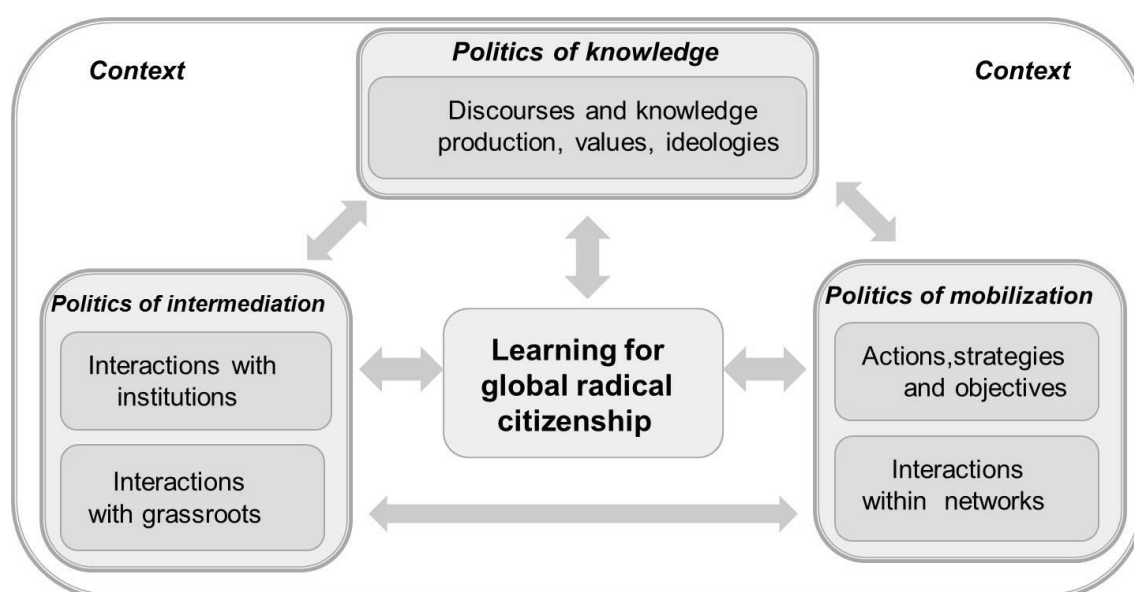 Politics of knowledge
Context
Context
Discourses and knowledge
production, values, ideologies
Politics of intermediation
Politics of mobilization
Interactions with
institutions
Learning for
global radical
citizenship
Actions,strategies
and objectives
Interactions
with grassroots
Interactions
within networks